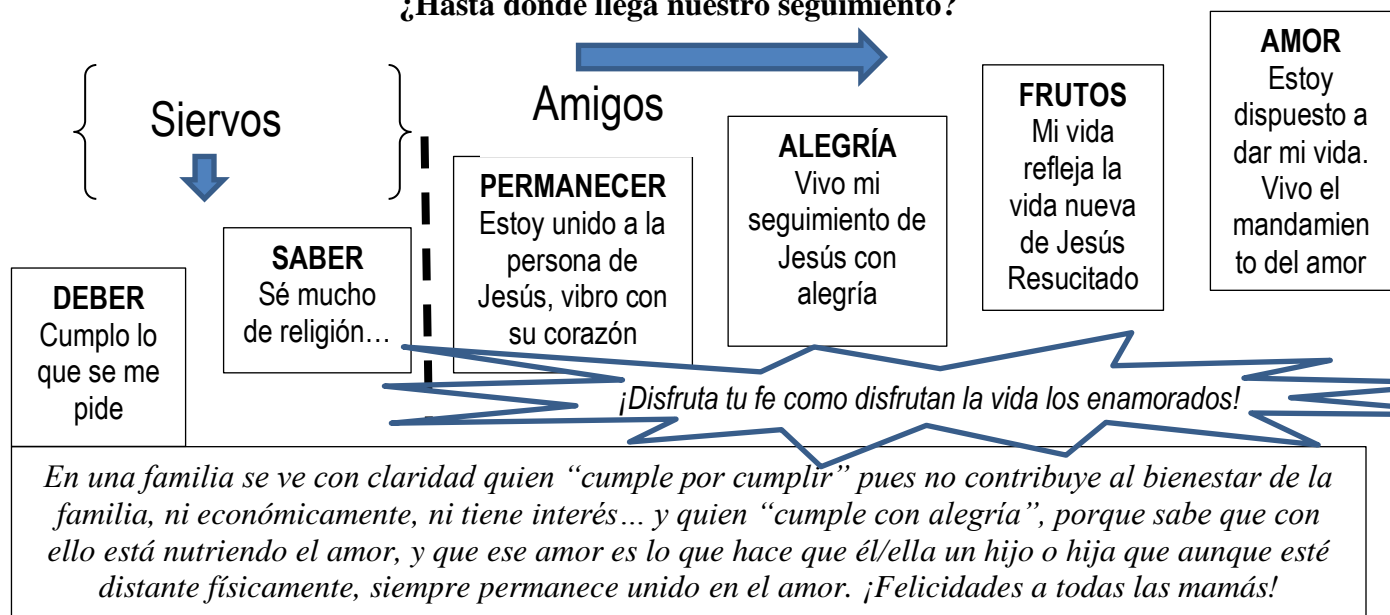 ¿Hasta dónde llega nuestro seguimiento?
Siervos
Amigos
DEBER
Cumplo lo
que se me
pide
SABER
Sé mucho
de religión…
PERMANECER
Estoy unido a la
persona de
Jesús, vibro con
su corazón
ALEGRÍA
Vivo mi
seguimiento de
Jesús con
alegría
FRUTOS
Mi vida
refleja la
vida nueva
de Jesús
Resucitado
AMOR
Estoy
dispuesto a
dar mi vida.
Vivo el
mandamien
to del amor
¡Disfruta tu fe como disfrutan la vida los enamorados!
En una familia se ve con claridad quien “cumple por cumplir” pues no contribuye al bienestar de la
familia, ni económicamente, ni tiene interés… y quien “cumple con alegría”, porque sabe que con
ello está nutriendo el amor, y que ese amor es lo que hace que él/ella un hijo o hija que aunque esté
distante físicamente, siempre permanece unido en el amor. ¡Felicidades a todas las mamás!